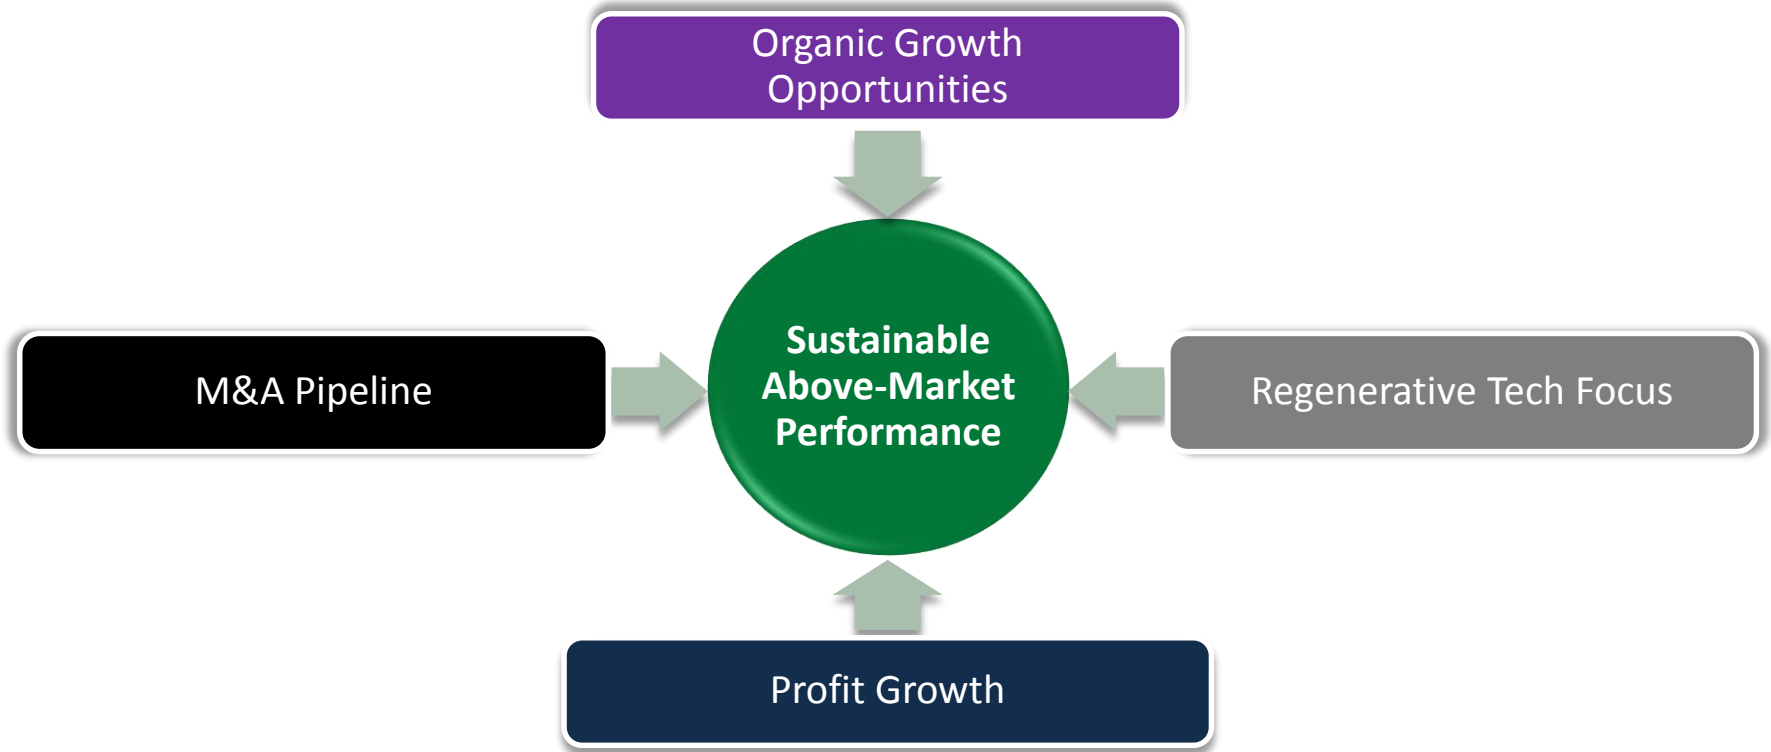 Organic Growth
Opportunities
M&A Pipeline
Sustainable
Above-Market
Performance
Regenerative Tech Focus
Profit Growth